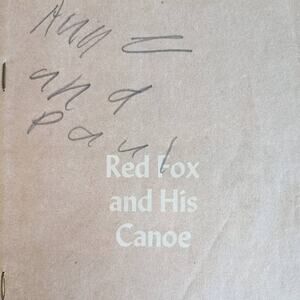 and
Paul
Red Fox
and His
Canoe